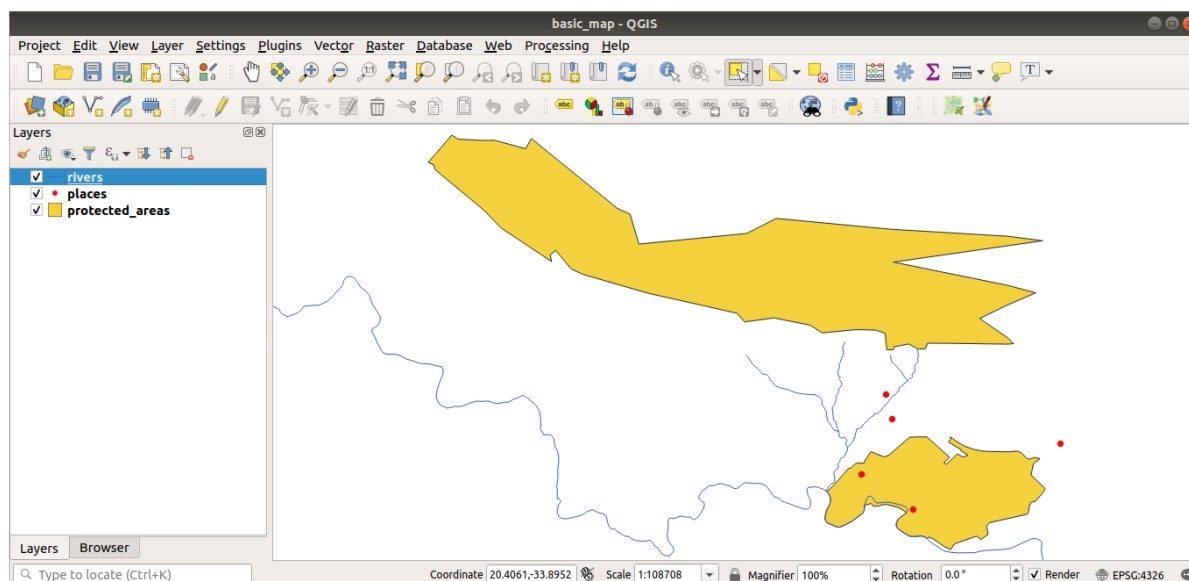 basic_map - QGIS
Project Edit View Layer Settings Plugins Vector Raster Database Web Processing Help
Layers
rivers
places
protected_areas
Layers Browser
Type to locate (Ctrl+K) Coordinate 20.4061,-33.8952 Scale 1:108708 Magnifier 100% Rotation 0.0 ° Render EPSG:4326